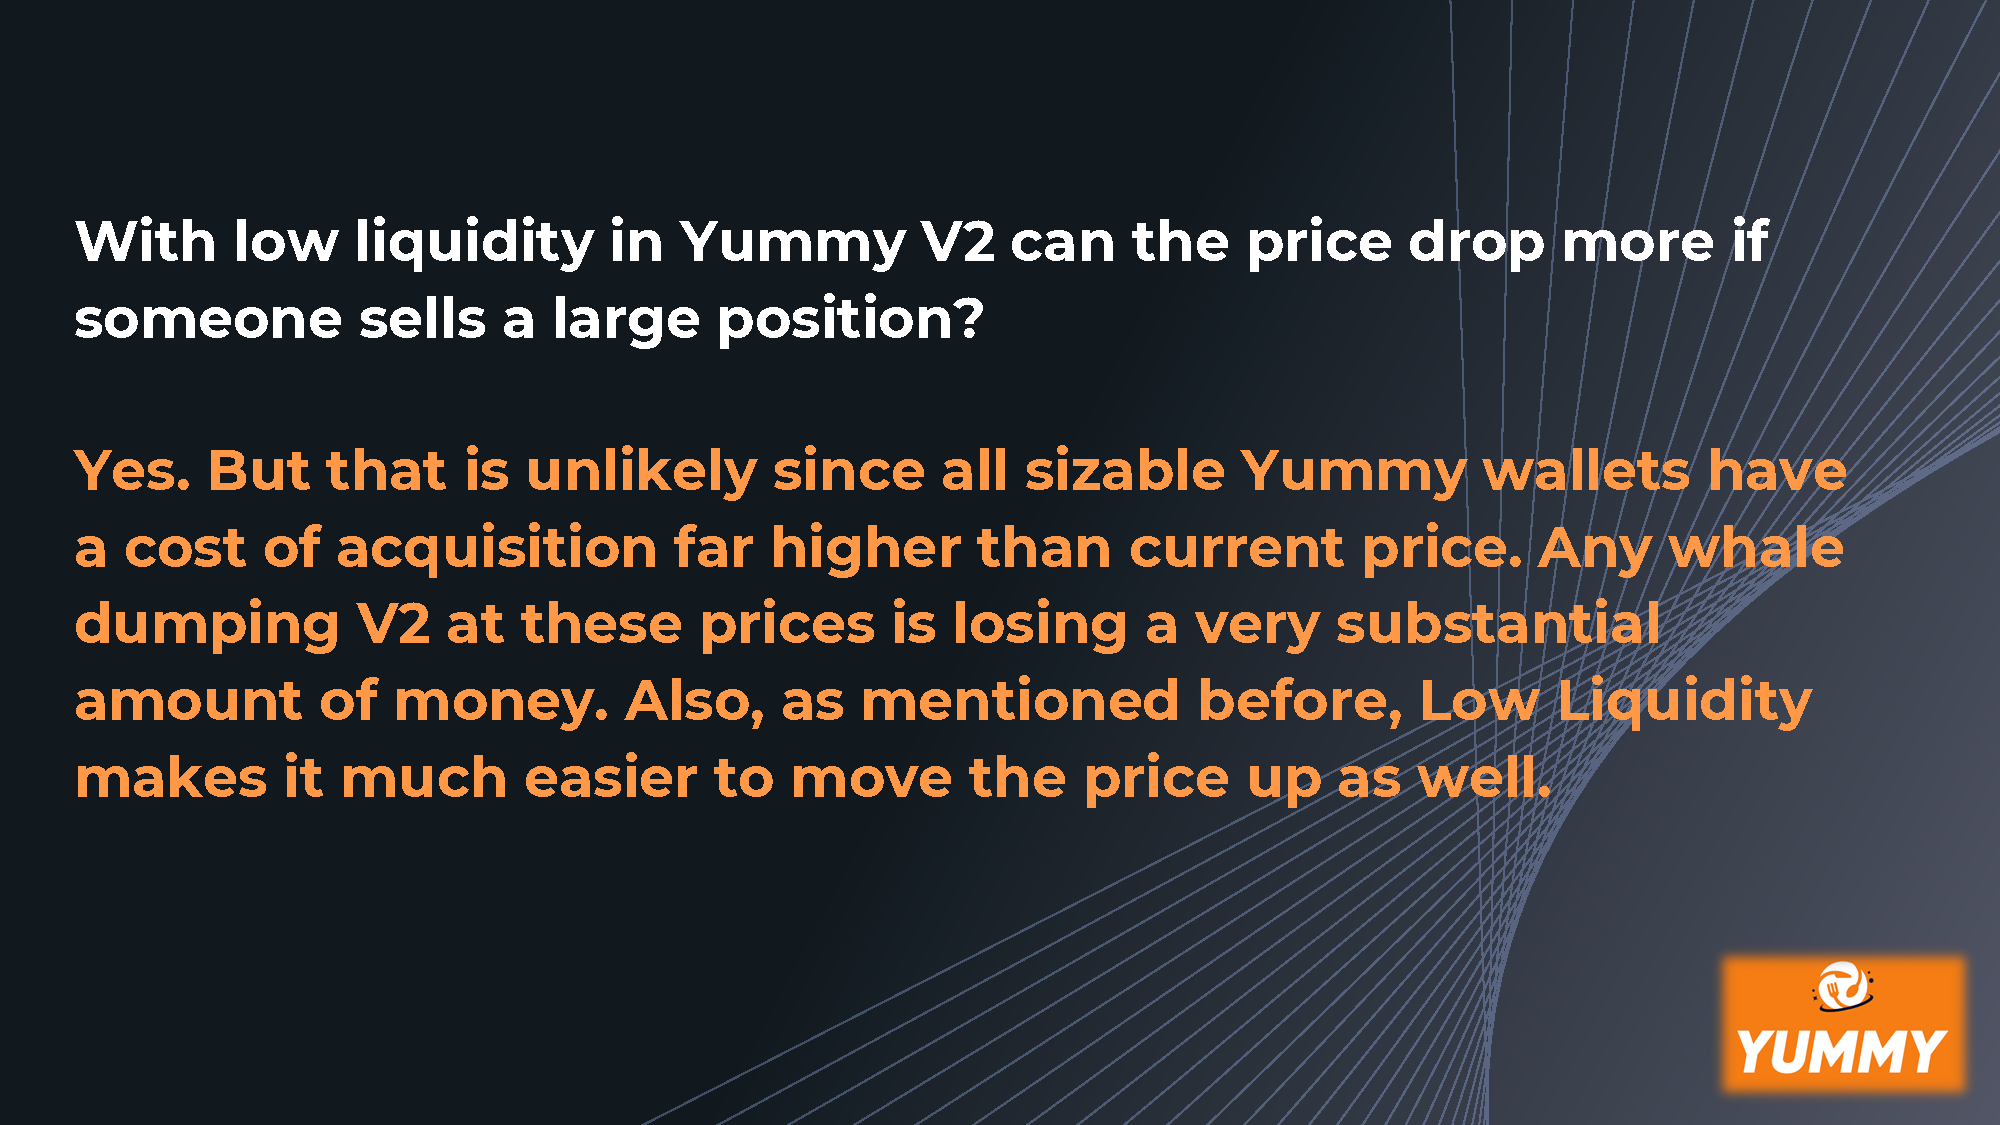 With low liquidity in Yummy V2 can the price drop more if
someone sells a large position?
Yes. But that is unlikely since all sizable Yummy wallets have
a cost of acquisition far higher than current price. Any whale
dumping V2 at these prices is losing a very substantial
amount of money. Also, as mentioned before, Low Liquidity
makes it much easier to move the price up as well.
YUMMY